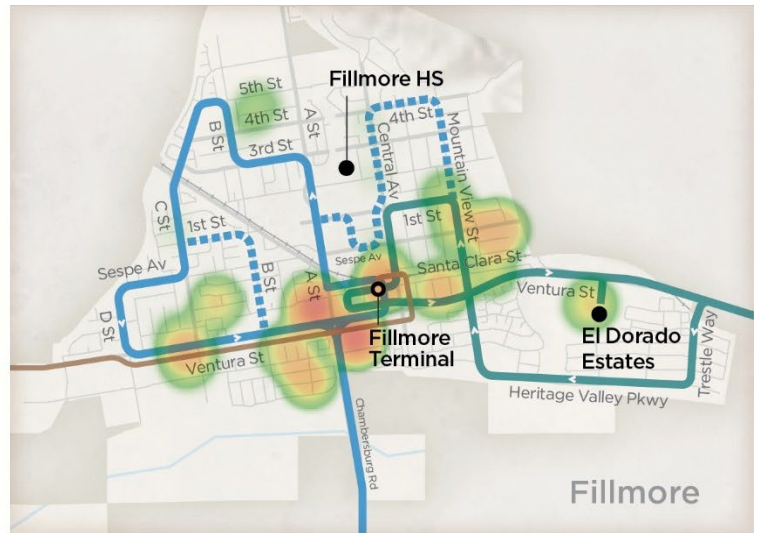 Fillmore HS
5th St
4th St
3rd St
A St
B St
4th St
Central Av
Mountain View St
C St
1st St
1st St
Sespe Av
Sespe Av
B St
A St
Santa Clara St
D St
Ventura St
Ventura St
Fillmore
Terminal
El Dorado
Estates
Trestle Way
Heritage Valley Pkwy
Chambersburg Rd
Fillmore